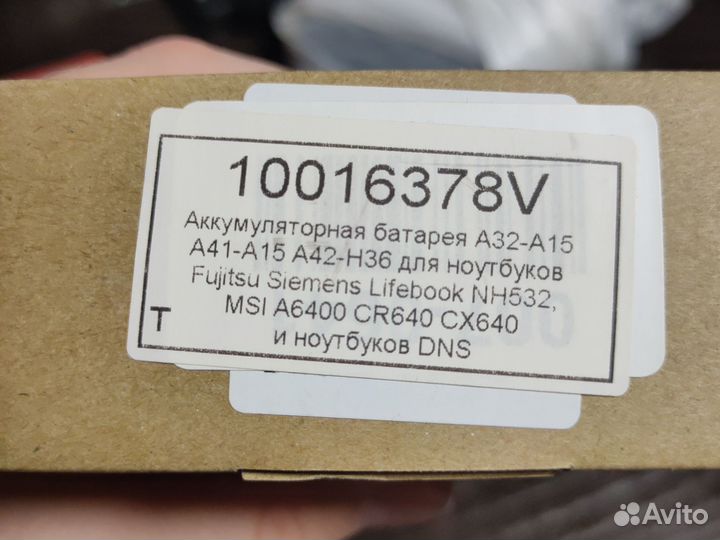 10016378V
Аккумуляторная батарея A32-A15
A41-A15 A42-H36 для ноутбуков
Fujitsu Siemens Lifebook NH532,
MSI A6400 CR640 CX640
и ноутбуков DNS
T
Avito